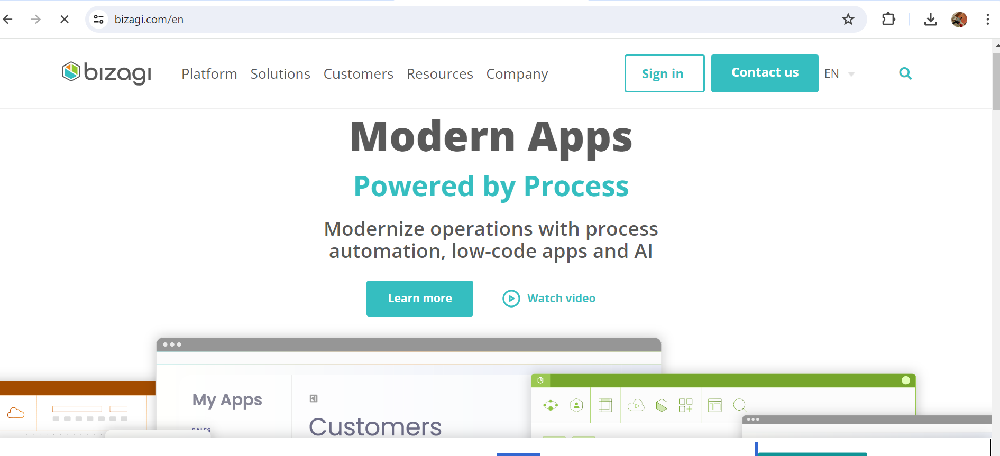 bizagi.com/en
bizagi
Platform Solutions Customers Resources Company
Sign in
Contact us
EN
Modern Apps
Powered by Process
Modernize operations with process
automation, low-code apps and AI
Learn more
Watch video
My Apps
SALES
Customers